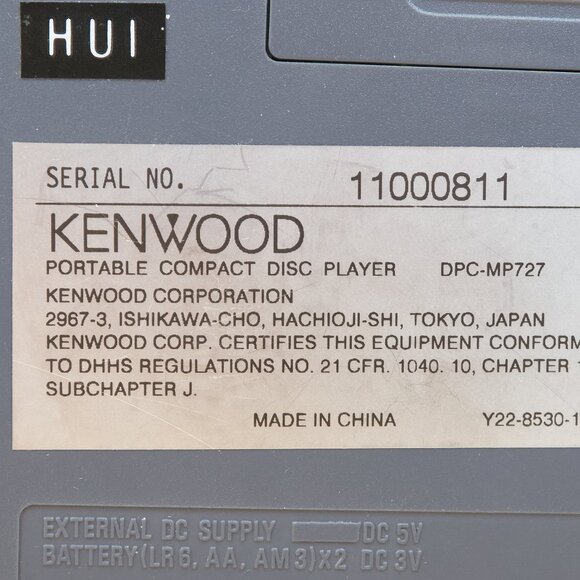 HUI
SERIAL NO. 11000811
KENWOOD
PORTABLE COMPACT DISC PLAYER DPC-MP727
KENWOOD CORPORATION
2967-3, ISHIKAWA-CHO, HACHIOJI-SHI, TOKYO, JAPAN
KENWOOD CORP. CERTIFIES THIS EQUIPMENT CONFORM
TO DHHS REGULATIONS NO. 21 CFR. 1040. 10, CHAPTER 1
SUBCHAPTER J.
MADE IN CHINA Y22-8530-1
EXTERNAL DC SUPPLY DC 5V
BATTERY(LR6, AA, AM3)X2 DC 3V